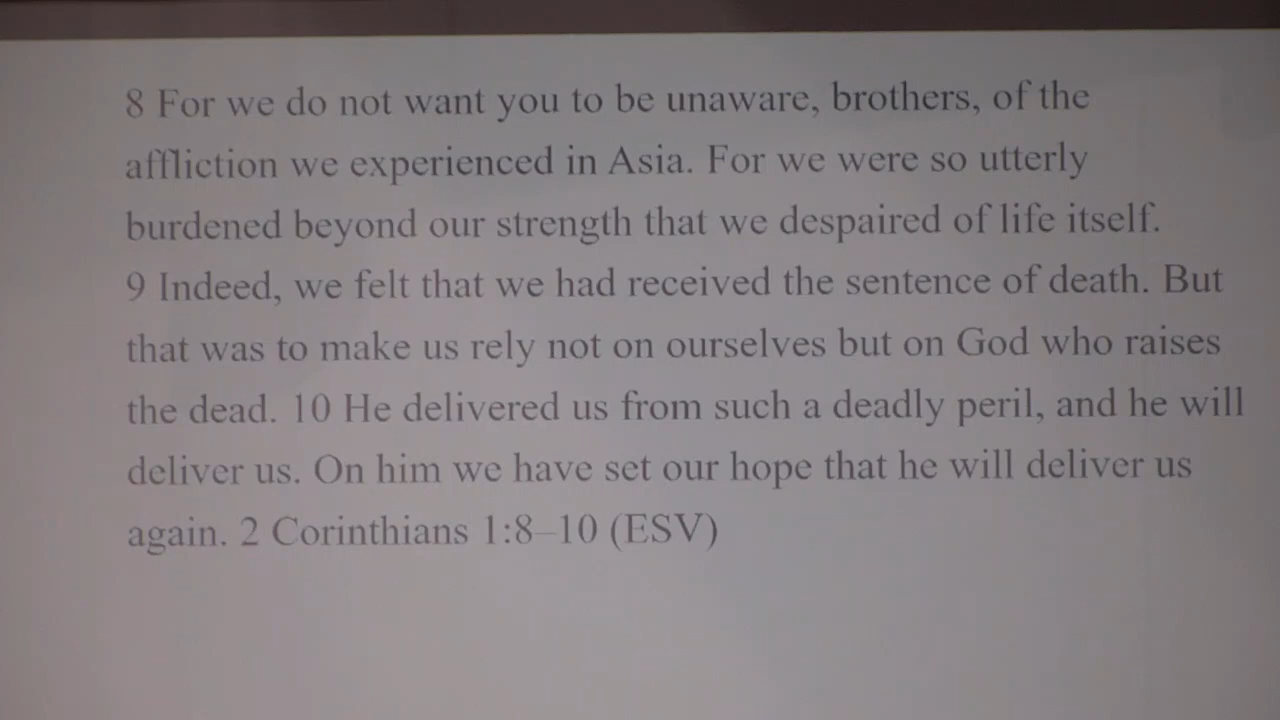 8 For we do not want you to be unaware, brothers, of the
affliction we experienced in Asia. For we were so utterly
burdened beyond our strength that we despaired of life itself.
9 Indeed, we felt that we had received the sentence of death. But
that was to make us rely not on ourselves but on God who raises
the dead. 10 He delivered us from such a deadly peril, and he will
deliver us. On him we have set our hope that he will deliver us
again. 2 Corinthians 1:8–10 (ESV)